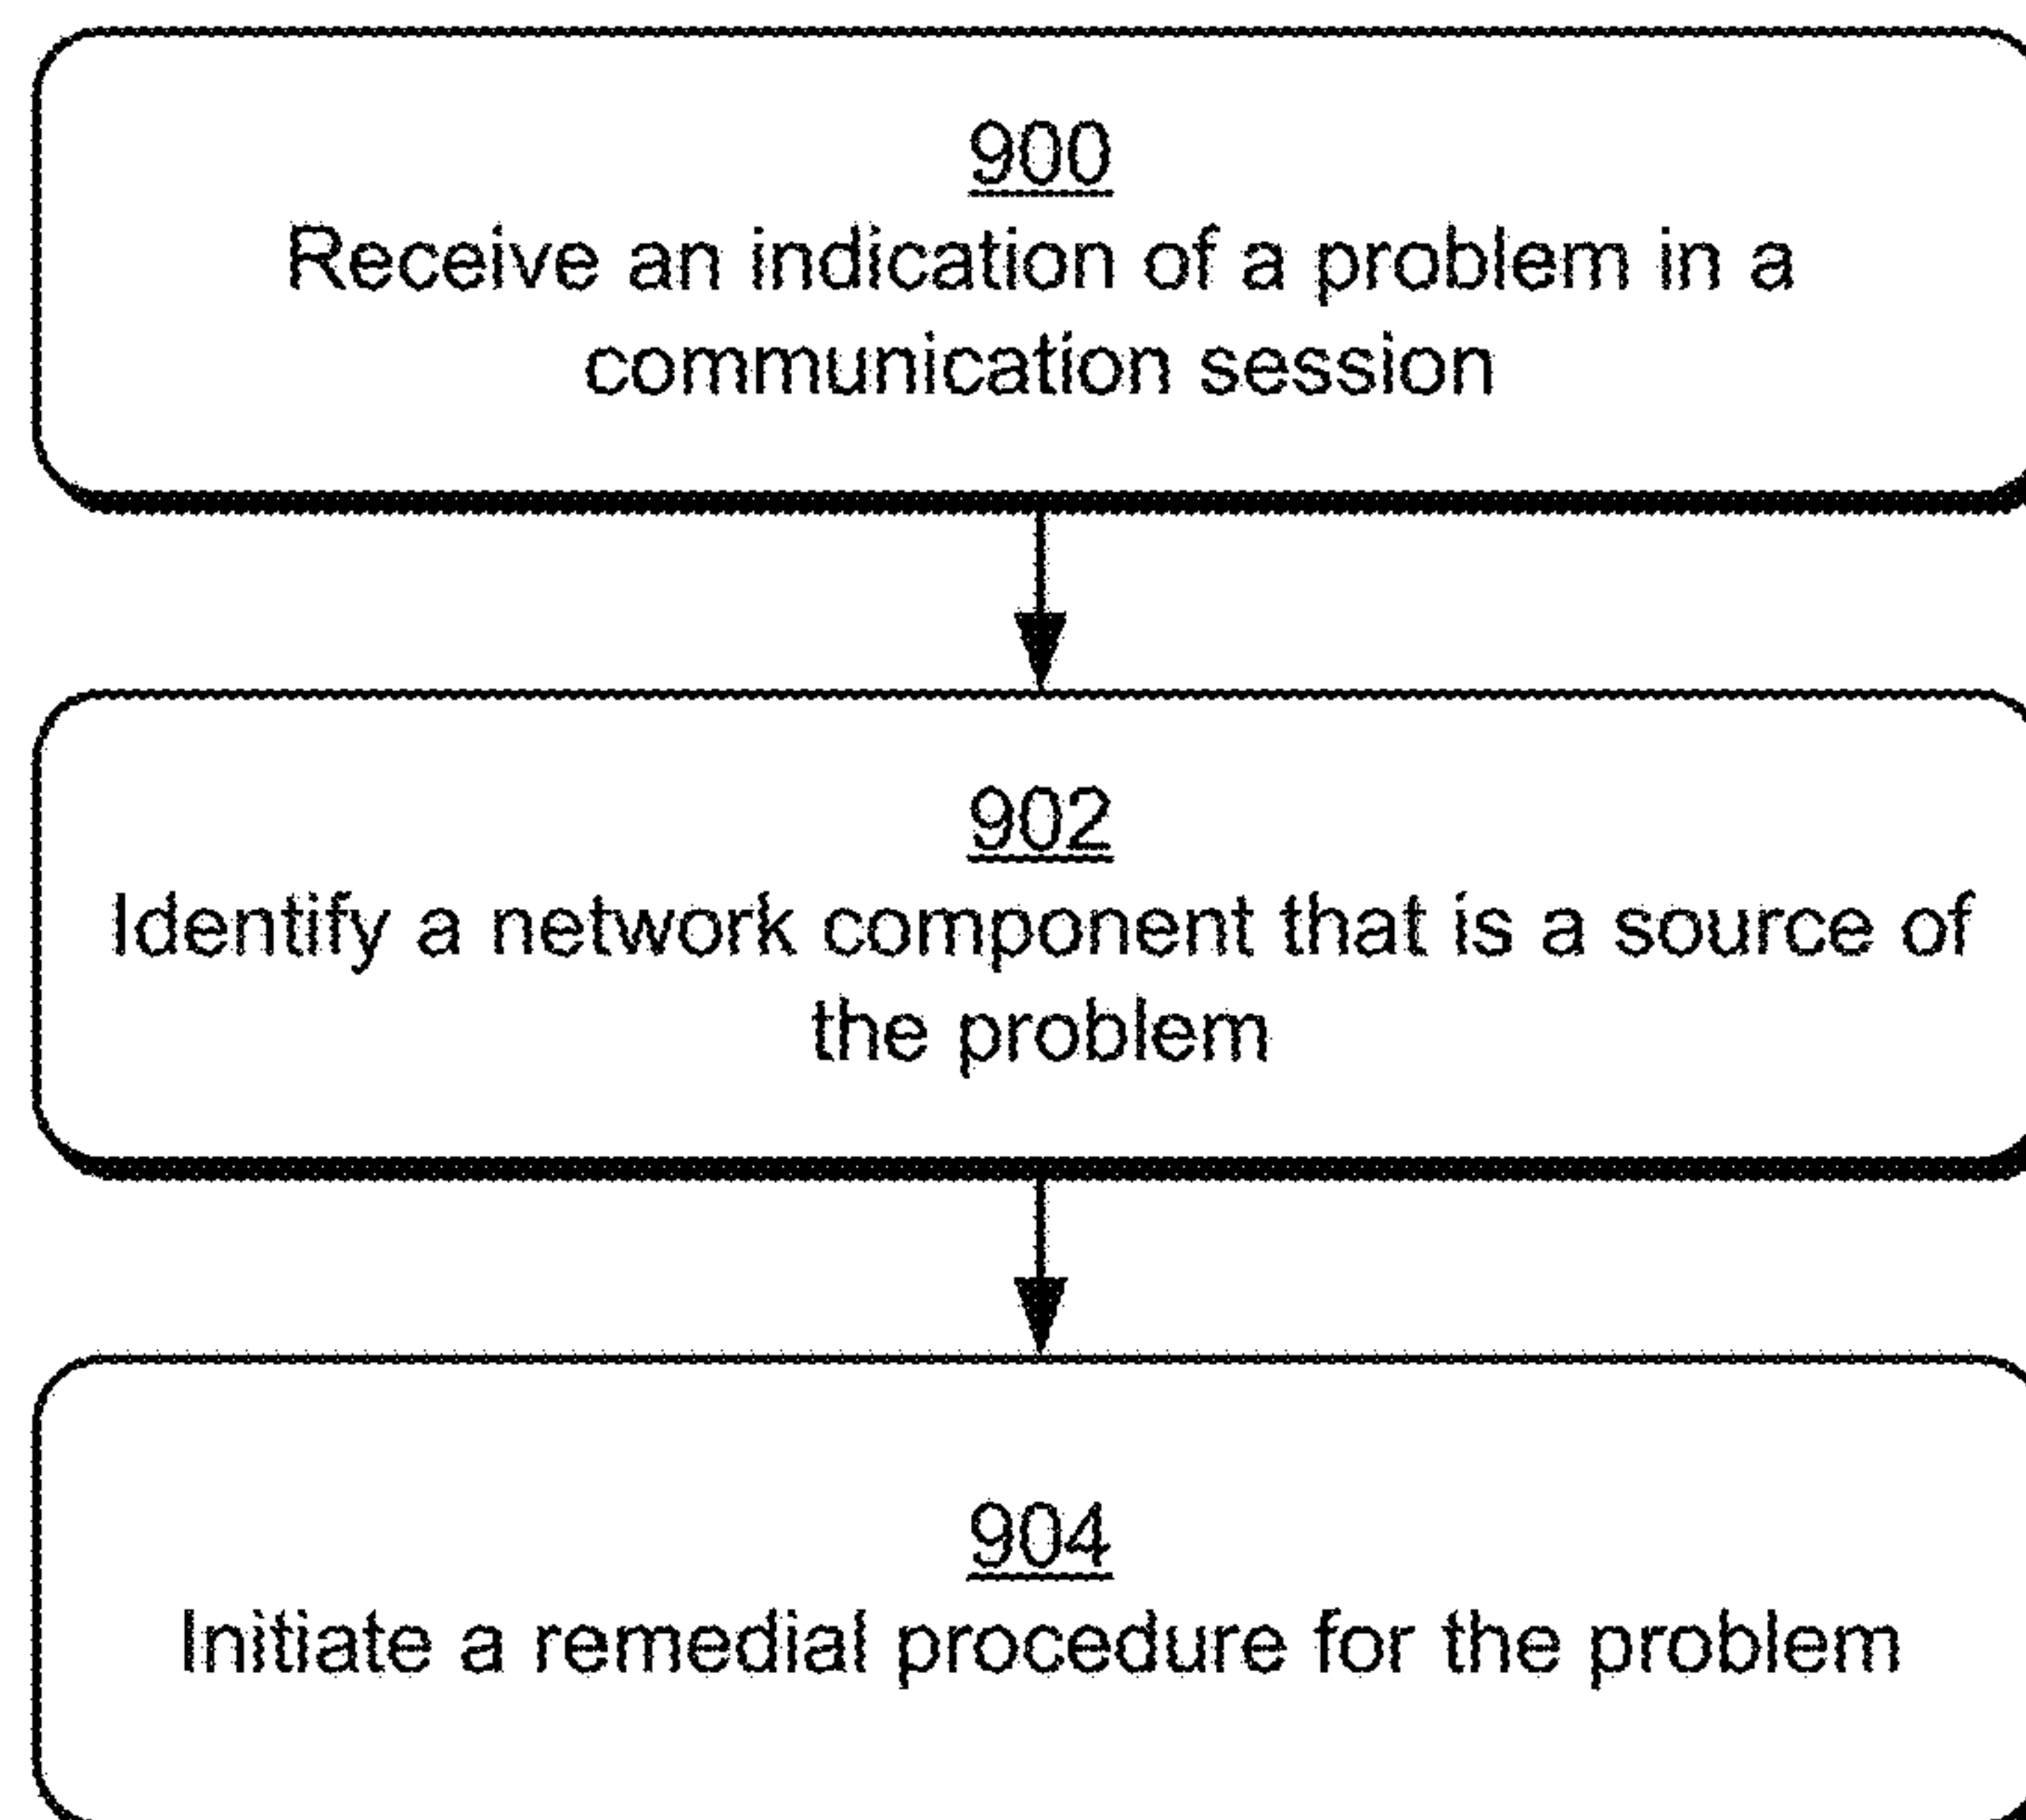 900
Receive an indication of a problem in a
communication session
902
Identify a network component that is a source of
the problem
904
Initiate a remedial procedure for the problem